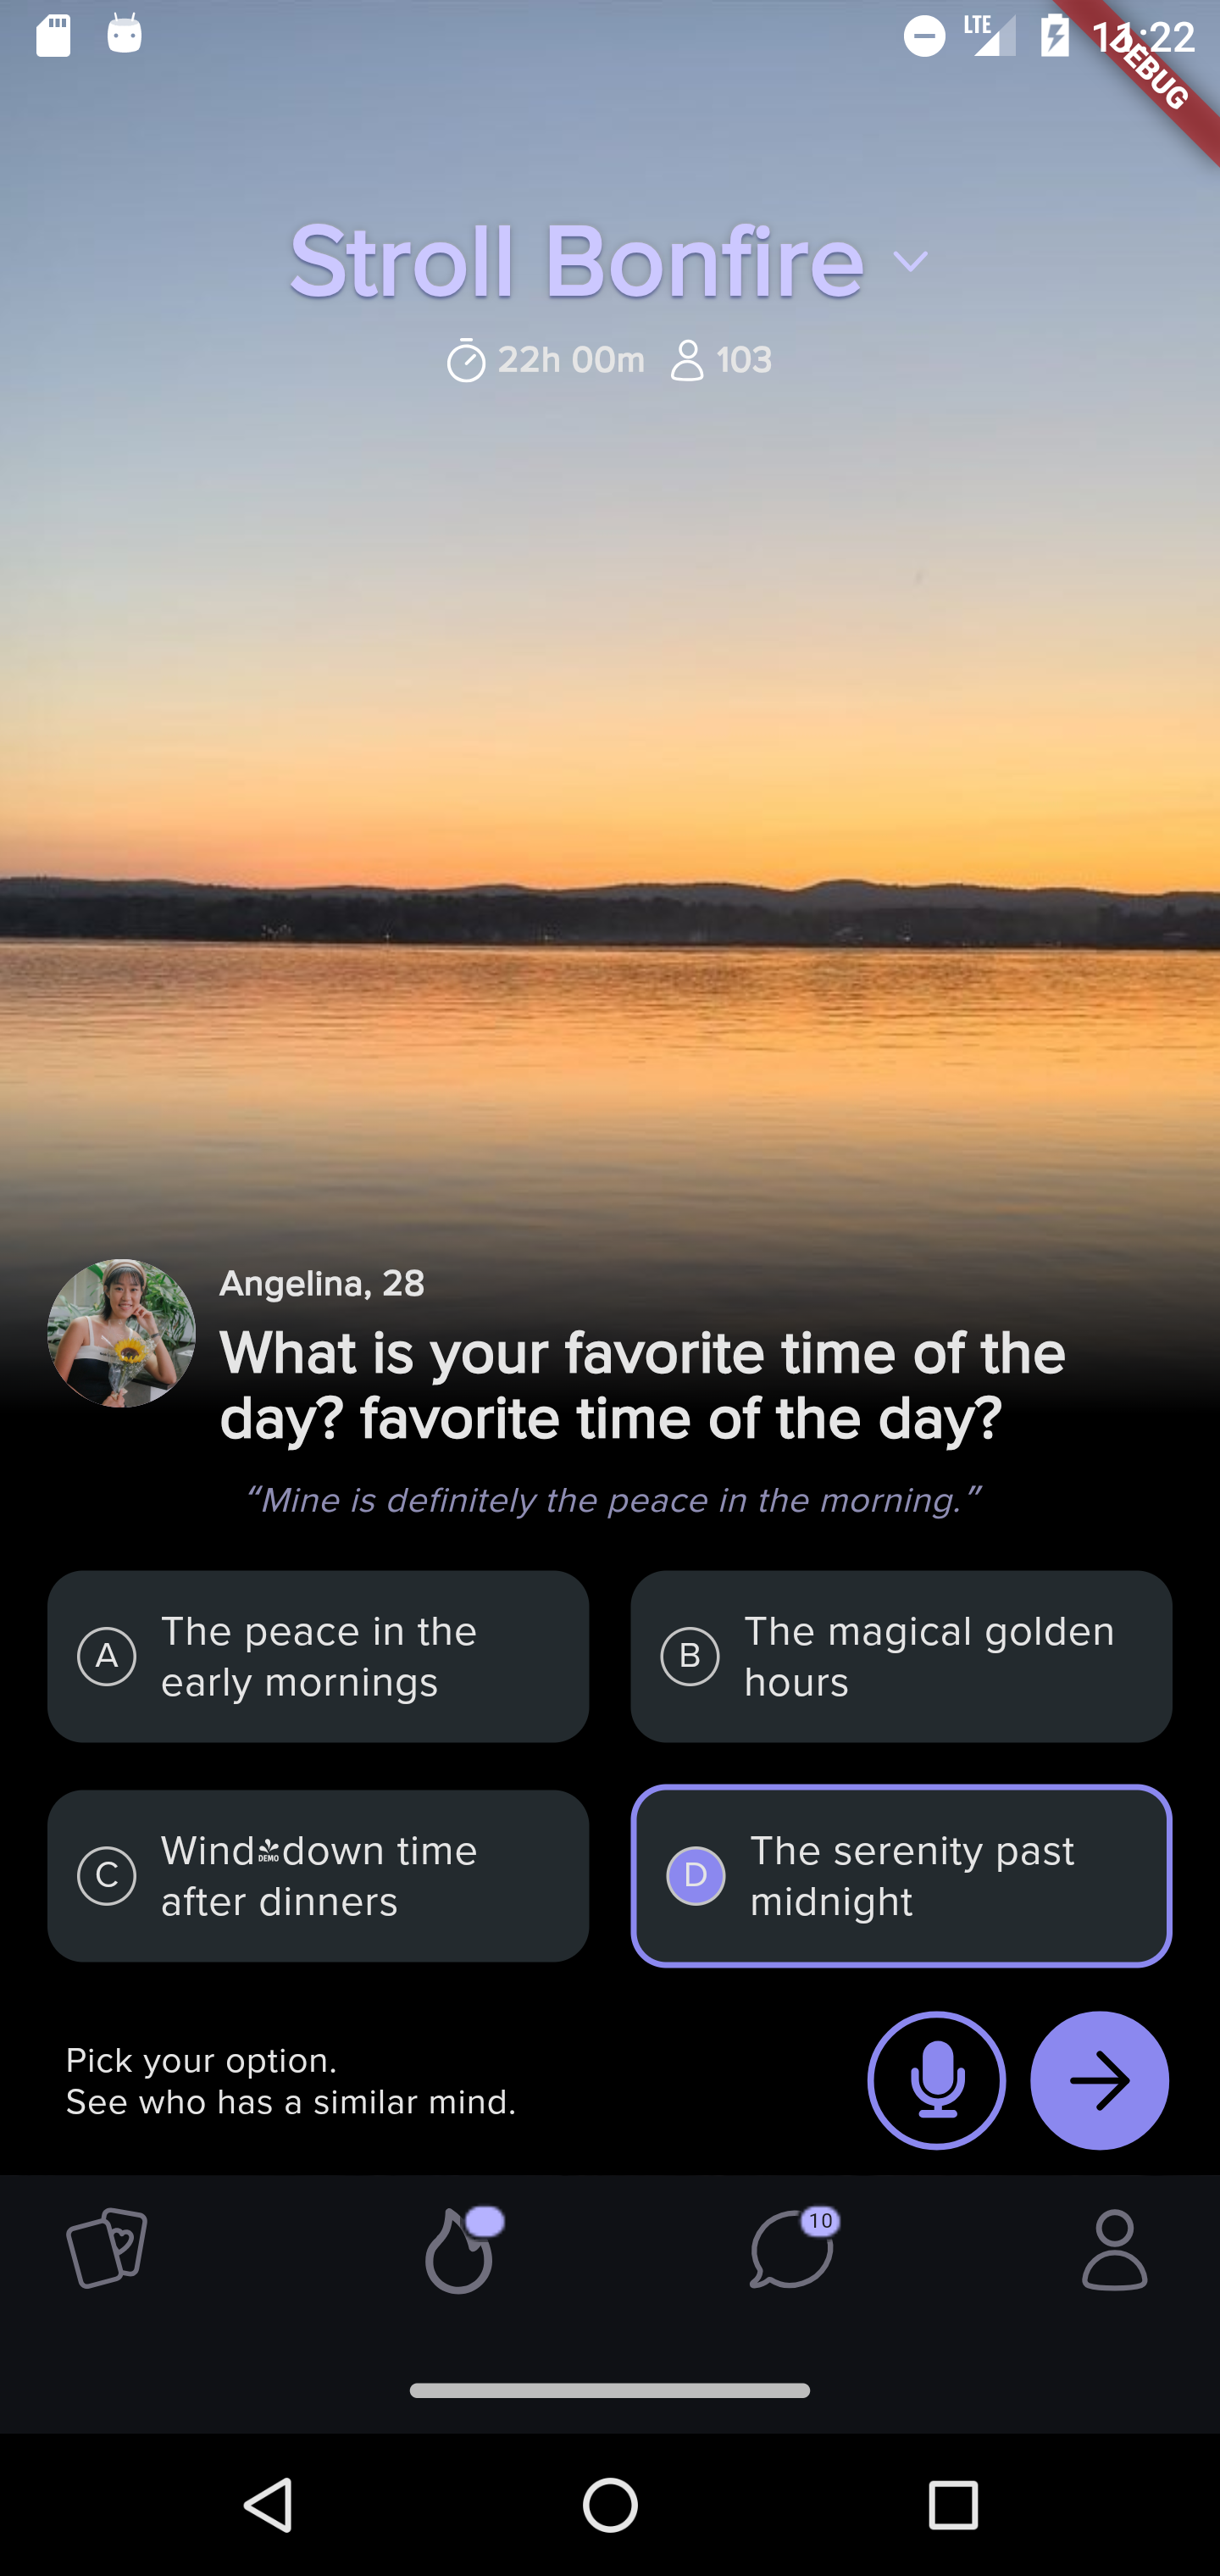 LTE
11:22
DEBUG
Stroll Bonfire
22h 00m 103
Angelina, 28
What is your favorite time of the
day? favorite time of the day?
“Mine is definitely the peace in the morning.”
A
The peace in the
early mornings
B
The magical golden
hours
C
Wind DEMO down time
after dinners
D
The serenity past
midnight
Pick your option.
See who has a similar mind.
10